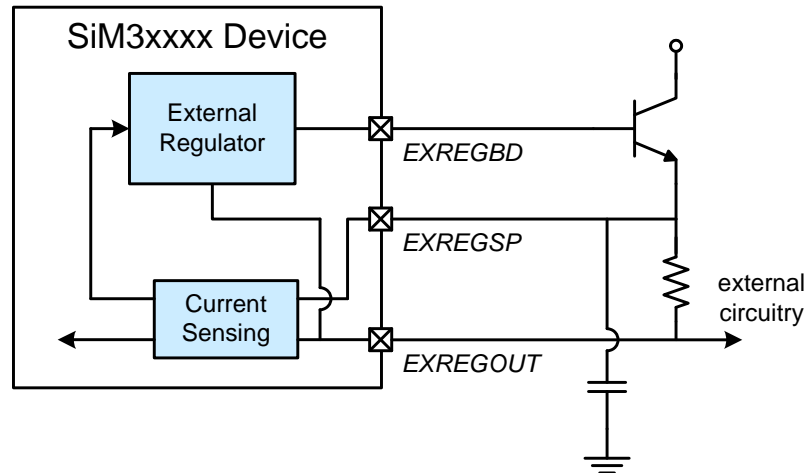 SiM3xxxx Device
External
Regulator
EXREGBD
EXREGSP
Current
Sensing
external
circuitry
EXREGOUT